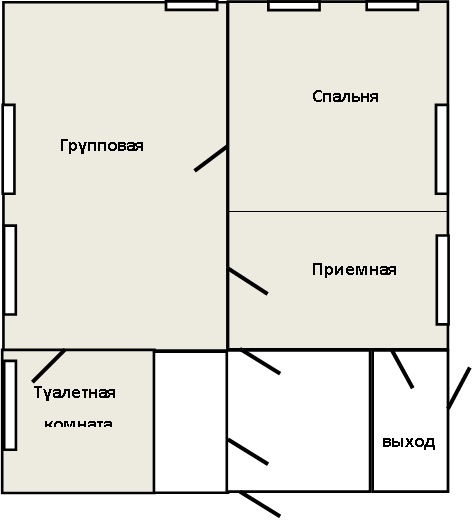 Спальня
Групповая
Приемная
Туалетная
комната
выход